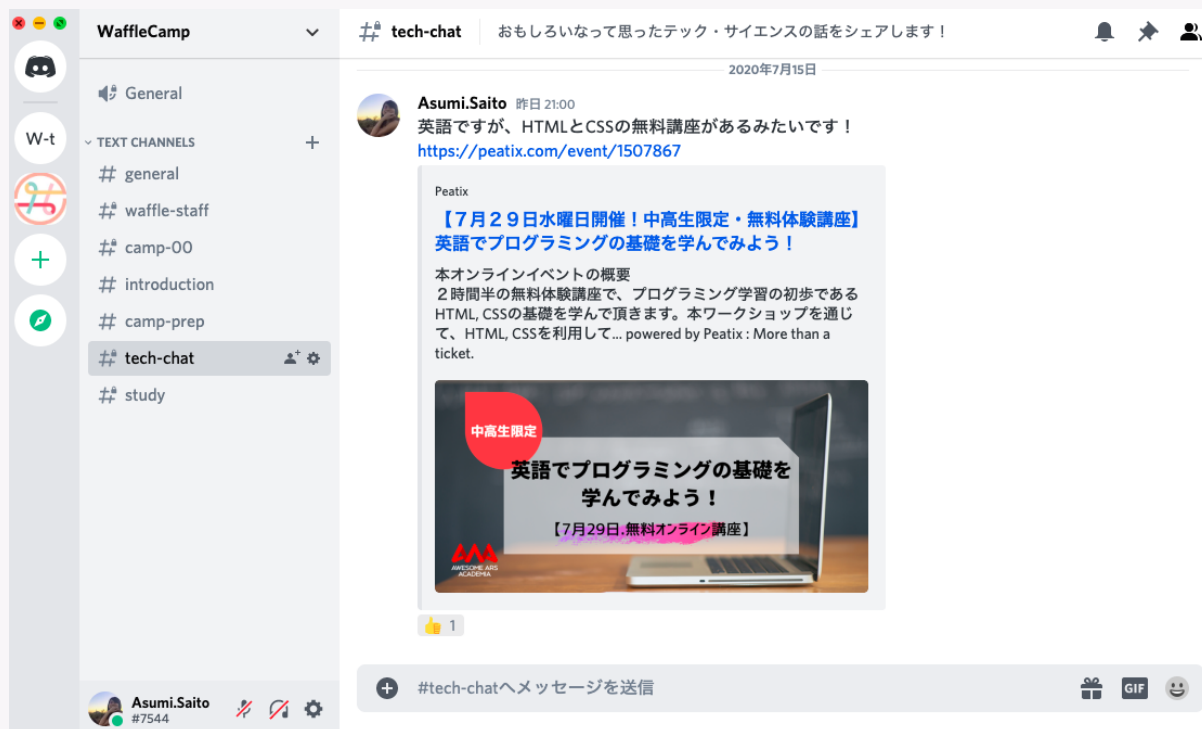 WaffleCamp
W-t
General
TEXT CHANNELS
general
waffle-staff
camp-00
introduction
camp-prep
tech-chat
study
Asumi.Saito
#7544
tech-chat
おもしろいなって思ったテック・サイエンスの話をシェアします！
2020年7月15日
Asumi.Saito 昨日 21:00
英語ですが、HTMLとCSSの無料講座があるみたいです！
https://peatix.com/event/1507867
Peatix
【７月２９日水曜日開催！中高生限定・無料体験講座】
英語でプログラミングの基礎を学んでみよう！
本オンラインイベントの概要
２時間半の無料体験講座で、プログラミング学習の初歩である
HTML, CSSの基礎を学んで頂きます。本ワークショップを通じ
て、HTML, CSSを利用して... powered by Peatix : More than a
ticket.
中高生限定
英語でプログラミングの基礎を
学んでみよう！
【7月29日.無料オンライン講座】
AWESOME ARS
ACADEMIA
1
#tech-chatへメッセージを送信
GIF